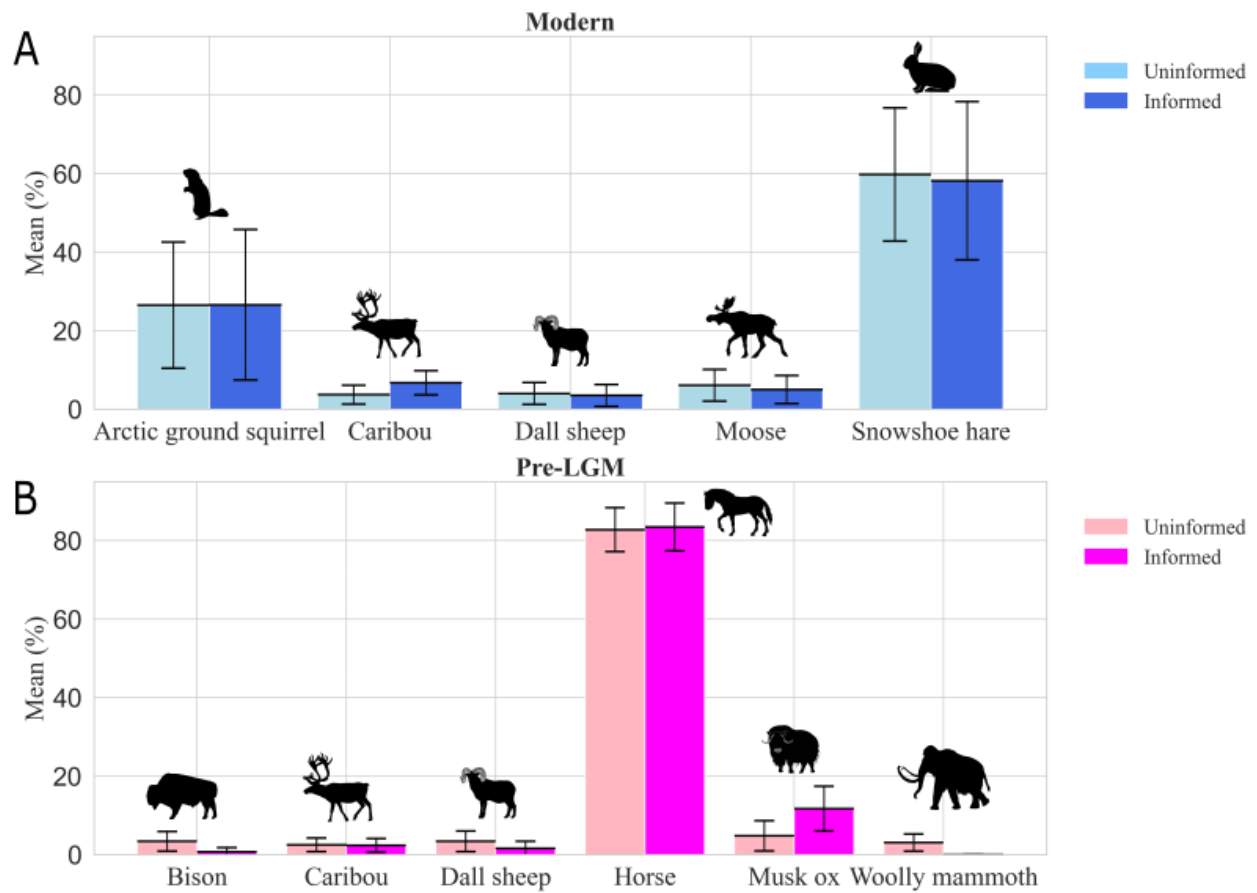 A
Modern
Mean (%)
80
60
40
20
0
Arctic ground squirrel
Caribou
Dall sheep
Moose
Snowshoe hare
Uninformed
Informed
B
Pre-LGM
Mean (%)
80
60
40
20
0
Bison
Caribou
Dall sheep
Horse
Musk ox
Woolly mammoth
Uninformed
Informed